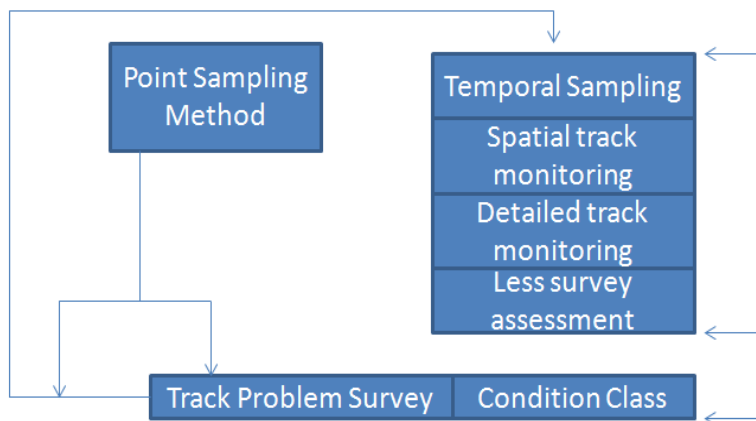 Point Sampling
Method
Temporal Sampling
Spatial track
monitoring
Detailed track
monitoring
Less survey
assessment
Track Problem Survey
Condition Class